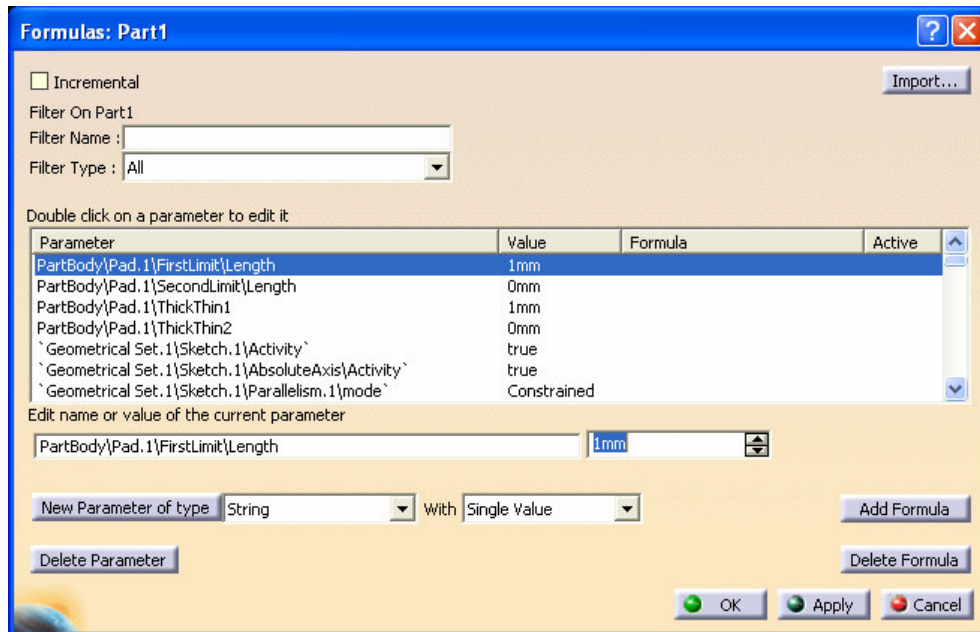 Formulas: Part1
Incremental
Import...
Filter On Part1
Filter Name :
Filter Type : All
Double click on a parameter to edit it
Parameter Value Formula Active
PartBody\Pad.1\FirstLimit\Length 1mm
PartBody\Pad.1\SecondLimit\Length 0mm
PartBody\Pad.1\ThickThin1 1mm
PartBody\Pad.1\ThickThin2 0mm
`Geometrical Set.1\Sketch.1\Activity` true
`Geometrical Set.1\Sketch.1\AbsoluteAxis\Activity` true
`Geometrical Set.1\Sketch.1\Parallelism.1\mode` Constrained
Edit name or value of the current parameter
PartBody\Pad.1\FirstLimit\Length 1mm
New Parameter of type String With Single Value Add Formula
Delete Parameter Delete Formula
OK Apply Cancel